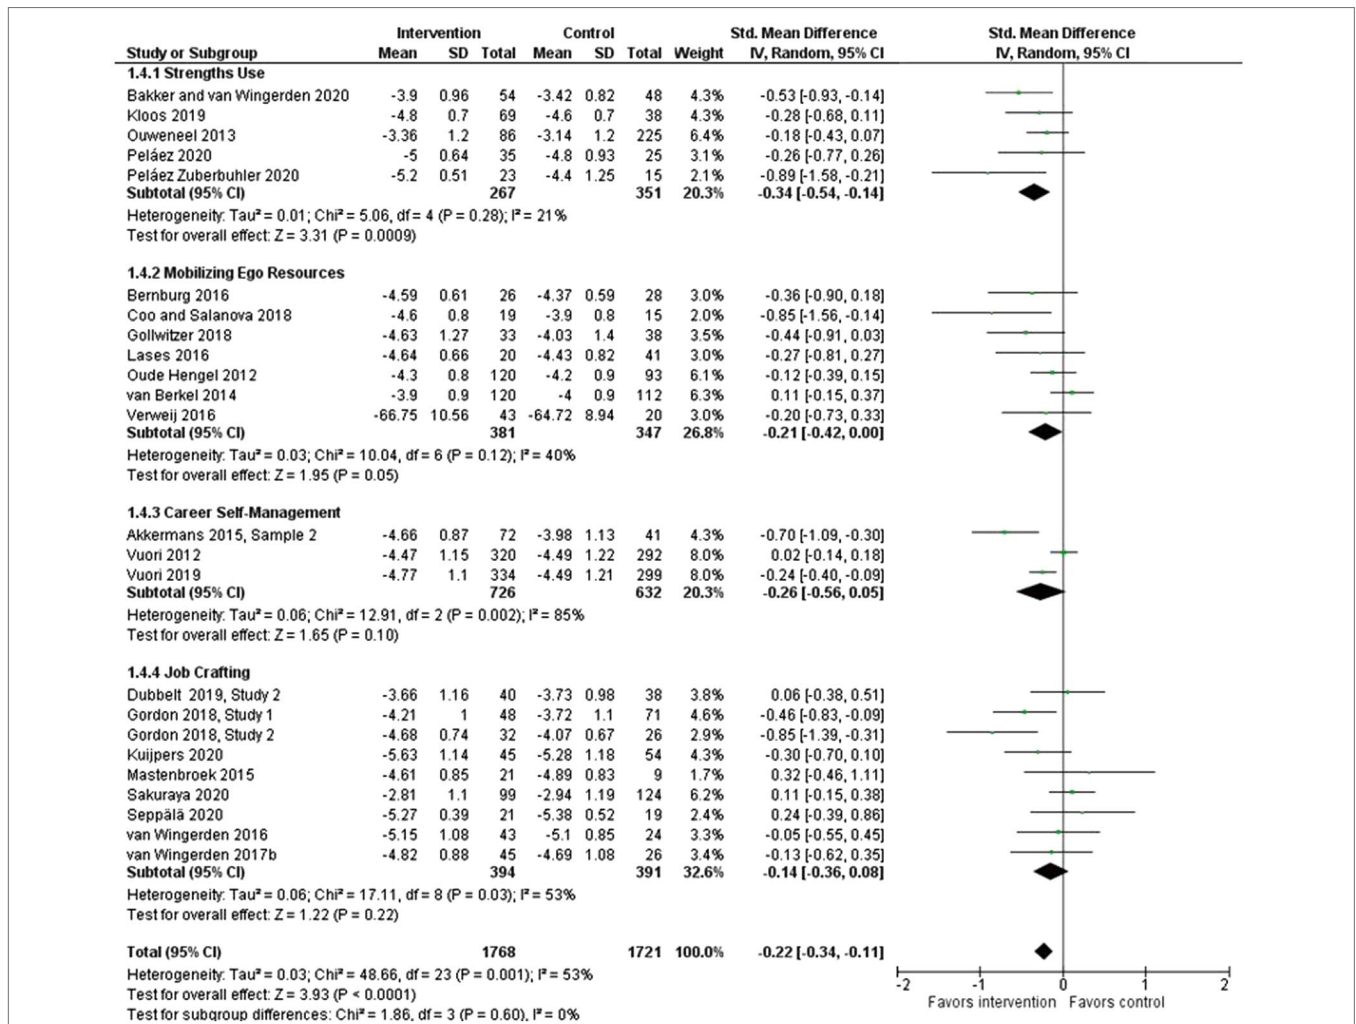 Intervention Control Std. Mean Difference Std. Mean Difference
Study or Subgroup Mean SD Total Mean SD Total Weight IV, Random, 95% CI IV, Random, 95% CI
1.4.1 Strengths Use
Bakker and van Wingerden 2020 -3.9 0.96 54 -3.42 0.82 48 4.3% -0.53 [-0.93, -0.14]
Kloos 2019 -4.8 0.7 69 -4.6 0.7 38 4.3% -0.28 [-0.68, 0.11]
Ouweneel 2013 -3.36 1.2 86 -3.14 1.2 225 6.4% -0.18 [-0.43, 0.07]
Peláez 2020 -5 0.64 35 -4.8 0.93 25 3.1% -0.26 [-0.77, 0.26]
Peláez Zuberbuhler 2020 -5.2 0.51 23 -4.4 1.25 15 2.1% -0.89 [-1.58, -0.21]
Subtotal (95% CI) 267 351 20.3% -0.34 [-0.54, -0.14]
Heterogeneity: Tau² = 0.01; Chi² = 5.06, df = 4 (P = 0.28); I² = 21%
Test for overall effect: Z = 3.31 (P = 0.0009)
1.4.2 Mobilizing Ego Resources
Bernburg 2016 -4.59 0.61 26 -4.37 0.59 28 3.0% -0.36 [-0.90, 0.18]
Coo and Salanova 2018 -4.6 0.8 19 -3.9 0.8 15 2.0% -0.85 [-1.56, -0.14]
Gollwitzer 2018 -4.63 1.27 33 -4.03 1.4 38 3.5% -0.44 [-0.91, 0.03]
Lases 2016 -4.64 0.66 20 -4.43 0.82 41 3.0% -0.27 [-0.81, 0.27]
Oude Hengel 2012 -4.3 0.8 120 -4.2 0.9 93 6.1% -0.12 [-0.39, 0.15]
van Berkel 2014 -3.9 0.9 120 -4 0.9 112 6.3% 0.11 [-0.15, 0.37]
Verweij 2016 -66.75 10.56 43 -64.72 8.94 20 3.0% -0.20 [-0.73, 0.33]
Subtotal (95% CI) 381 347 26.8% -0.21 [-0.42, 0.00]
Heterogeneity: Tau² = 0.03; Chi² = 10.04, df = 6 (P = 0.12); I² = 40%
Test for overall effect: Z = 1.95 (P = 0.05)
1.4.3 Career Self-Management
Akkermans 2015, Sample 2 -4.66 0.87 72 -3.98 1.13 41 4.3% -0.70 [-1.09, -0.30]
Vuori 2012 -4.47 1.15 320 -4.49 1.22 292 8.0% 0.02 [-0.14, 0.18]
Vuori 2019 -4.77 1.1 334 -4.49 1.21 299 8.0% -0.24 [-0.40, -0.09]
Subtotal (95% CI) 726 632 20.3% -0.26 [-0.56, 0.05]
Heterogeneity: Tau² = 0.06; Chi² = 12.91, df = 2 (P = 0.002); I² = 85%
Test for overall effect: Z = 1.65 (P = 0.10)
1.4.4 Job Crafting
Dubbelt 2019, Study 2 -3.66 1.16 40 -3.73 0.98 38 3.8% 0.06 [-0.38, 0.51]
Gordon 2018, Study 1 -4.21 1 48 -3.72 1.1 71 4.6% -0.46 [-0.83, -0.09]
Gordon 2018, Study 2 -4.68 0.74 32 -4.07 0.67 26 2.9% -0.85 [-1.39, -0.31]
Kuijpers 2020 -5.63 1.14 45 -5.28 1.18 54 4.3% -0.30 [-0.70, 0.10]
Mastenbroek 2015 -4.61 0.85 21 -4.89 0.83 9 1.7% 0.32 [-0.46, 1.11]
Sakuraya 2020 -2.81 1.1 99 -2.94 1.19 124 6.2% 0.11 [-0.15, 0.38]
Seppälä 2020 -5.27 0.39 21 -5.38 0.52 19 2.4% 0.24 [-0.39, 0.86]
van Wingerden 2016 -5.15 1.08 43 -5.1 0.85 24 3.3% -0.05 [-0.55, 0.45]
van Wingerden 2017b -4.82 0.88 45 -4.69 1.08 26 3.4% -0.13 [-0.62, 0.35]
Subtotal (95% CI) 394 391 32.6% -0.14 [-0.36, 0.08]
Heterogeneity: Tau² = 0.06; Chi² = 17.11, df = 8 (P = 0.03); I² = 53%
Test for overall effect: Z = 1.22 (P = 0.22)
Total (95% CI) 1768 1721 100.0% -0.22 [-0.34, -0.11]
Heterogeneity: Tau² = 0.03; Chi² = 48.66, df = 23 (P = 0.001); I² = 53%
Test for overall effect: Z = 3.93 (P < 0.0001)
Test for subgroup differences: Chi² = 1.86, df = 3 (P = 0.60), I² = 0%
-2 -1 0 1 2
Favors intervention Favors control